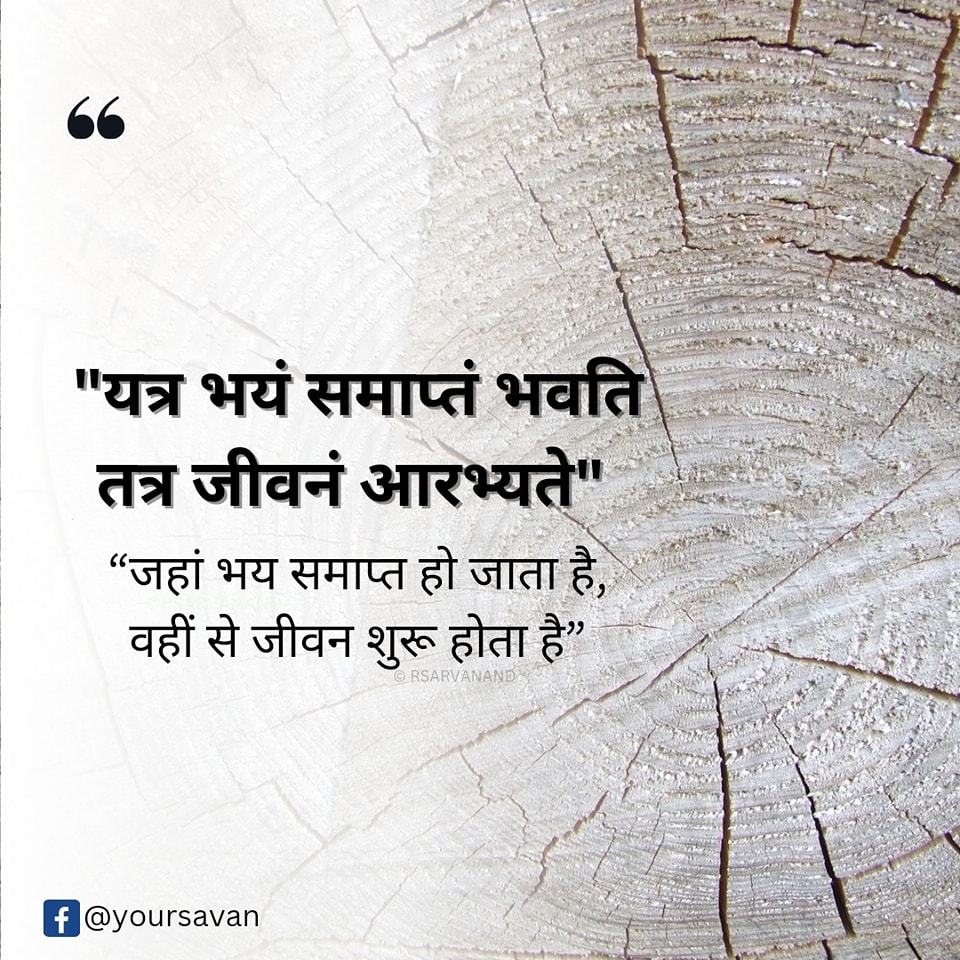 “
"यत्र भयं समाप्तं भवति
तत्र जीवनं आरभ्यते"
“जहां भय समाप्त हो जाता है,
वहीं से जीवन शुरू होता है”
© RSARVANAND
@yoursavan